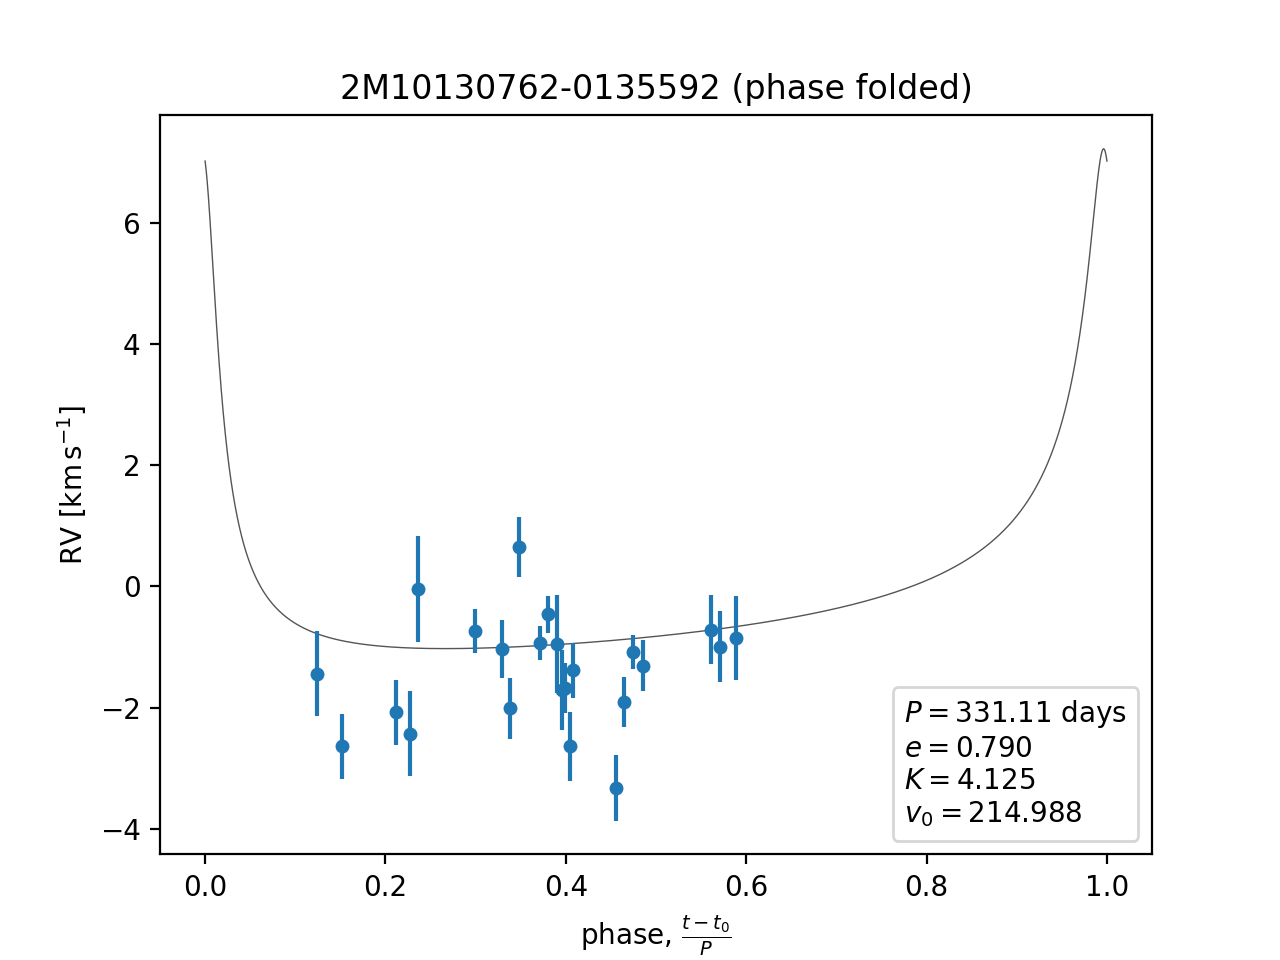 2M10130762-0135592 (phase folded)
RV [km s⁻¹]
6
4
2
0
−2
−4
P = 331.11 days
e = 0.790
K = 4.125
v₀ = 214.988
0.0 0.2 0.4 0.6 0.8 1.0
phase, (t − t₀)/P